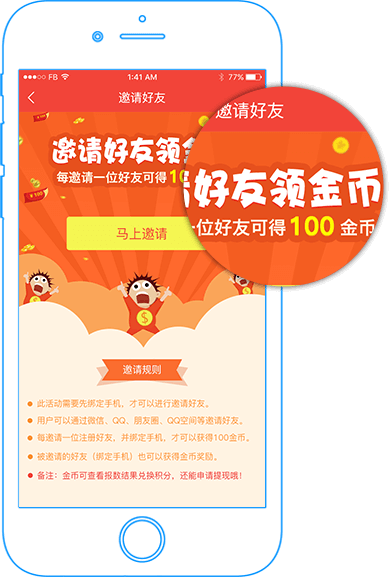 FB 1:41 AM 77%
邀请好友
邀请好友领金
每邀请一位好友可得10
马上邀请
邀请好友
好友领金币
一位好友可得 100 金币
邀请规则
此活动需要先绑定手机，才可以进行邀请好友。
用户可以通过微信、QQ、朋友圈、QQ空间等邀请好友。
每邀请一位注册好友，并绑定手机，才可以获得100金币。
被邀请的好友（绑定手机）也可以获得金币奖励。
备注：金币可查看报数结果兑换积分，还能申请提现哦！